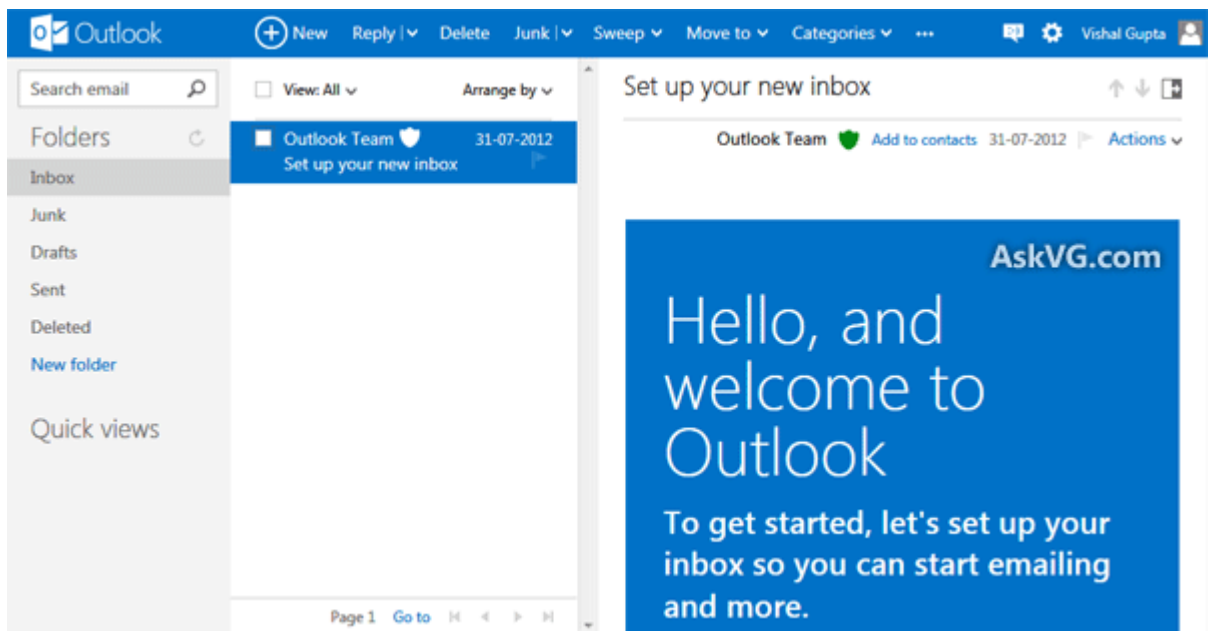 Outlook
New Reply Delete Junk Sweep Move to Categories ... Vishal Gupta
Search email
Folders
Inbox
Junk
Drafts
Sent
Deleted
New folder
Quick views
View: All Arrange by
Outlook Team 31-07-2012
Set up your new inbox
Page 1 Go to
Set up your new inbox
Outlook Team Add to contacts 31-07-2012 Actions
AskVG.com
Hello, and
welcome to
Outlook
To get started, let's set up your
inbox so you can start emailing
and more.